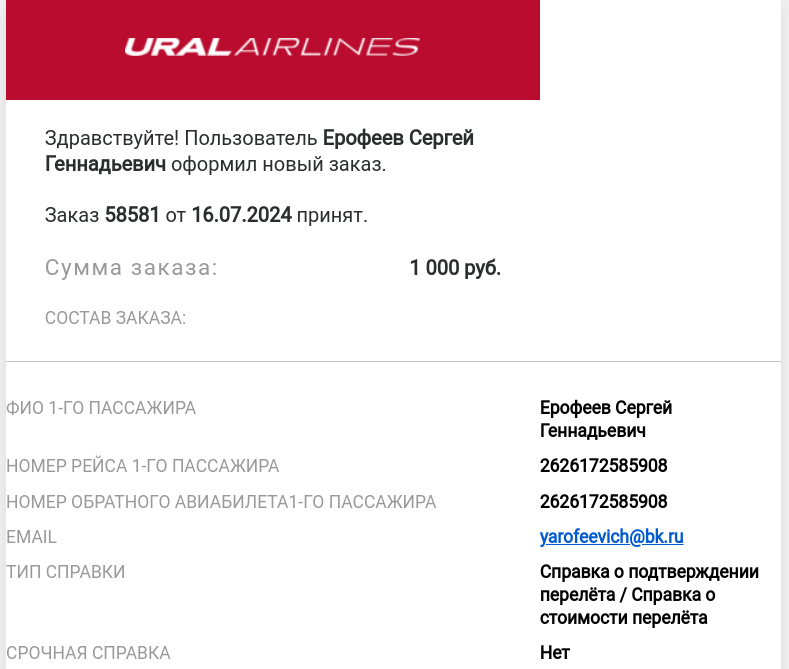 URAL AIRLINES
Здравствуйте! Пользователь Ерофеев Сергей
Геннадьевич оформил новый заказ.
Заказ 58581 от 16.07.2024 принят.
Сумма заказа: 1 000 руб.
СОСТАВ ЗАКАЗА:
ФИО 1-ГО ПАССАЖИРА Ерофеев Сергей
Геннадьевич
НОМЕР РЕЙСА 1-ГО ПАССАЖИРА 2626172585908
НОМЕР ОБРАТНОГО АВИАБИЛЕТА1-ГО ПАССАЖИРА 2626172585908
EMAIL yarofeevich@bk.ru
ТИП СПРАВКИ Справка о подтверждении
перелёта / Справка о
стоимости перелёта
СРОЧНАЯ СПРАВКА Нет